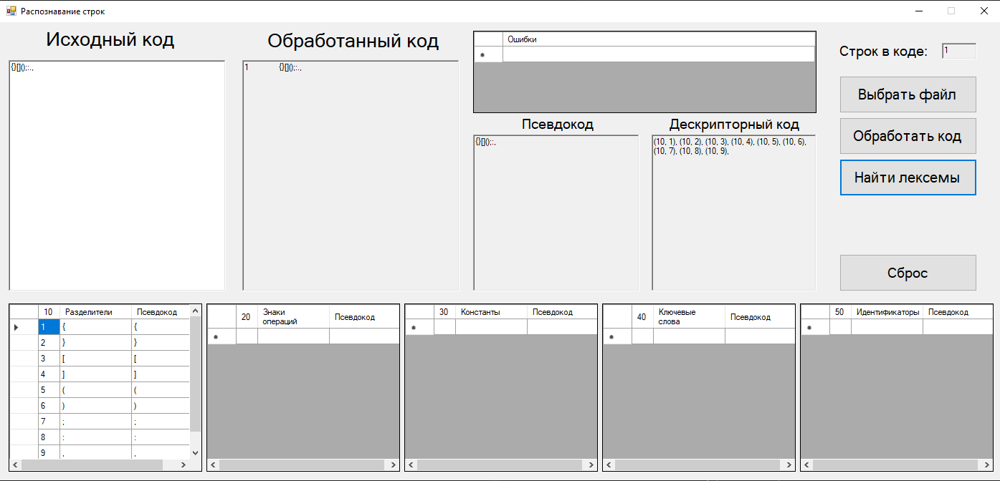 Распознавание строк
Исходный код
{}[]();:.,
Обработанный код
1 {}[]();:.,
Ошибки
Псевдокод
{}[]();:,
Дескрипторный код
(10, 1), (10, 2), (10, 3), (10, 4), (10, 5), (10, 6),
(10, 7), (10, 8), (10, 9),
Строк в коде: 1
Выбрать файл
Обработать код
Найти лексемы
Сброс
10 Разделители Псевдокод
1 { {
2 } }
3 [ [
4 ] ]
5 ( (
6 ) )
7 ; ;
8 : :
9 , ,
20 Знаки
операций Псевдокод
30 Константы Псевдокод
40 Ключевые
слова Псевдокод
50 Идентификаторы Псевдокод